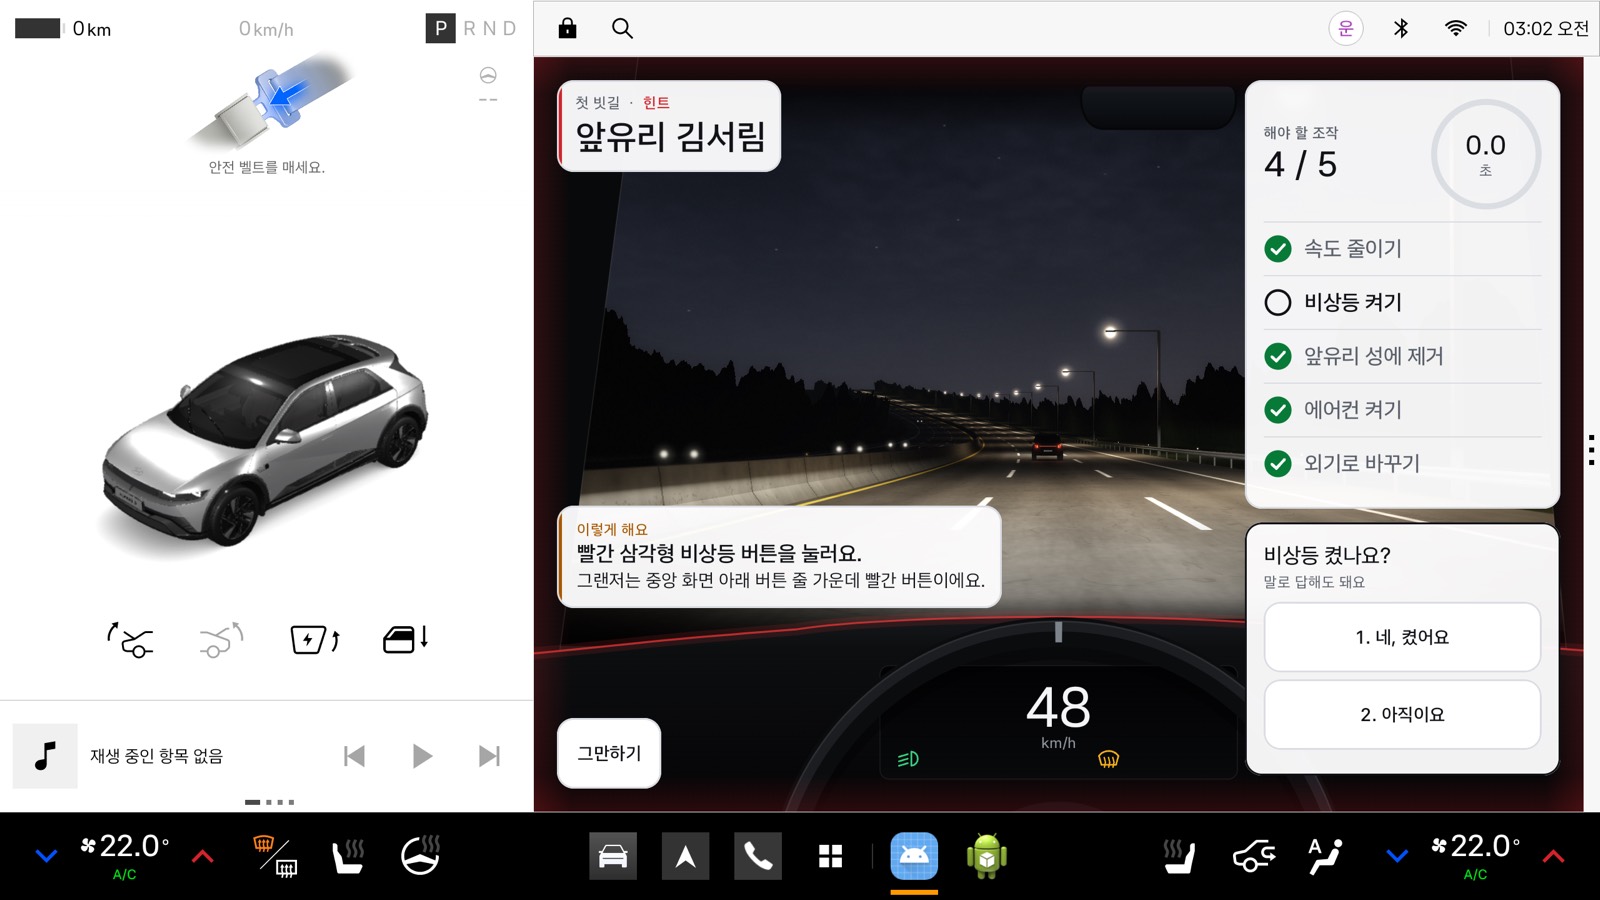 0 km
0 km/h
P R N D
안전 벨트를 매세요.
--
재생 중인 항목 없음
운
03:02 오전
첫 빗길 · 힌트
앞유리 김서림
해야 할 조작
4 / 5
0.0
초
속도 줄이기
비상등 켜기
앞유리 성에 제거
에어컨 켜기
외기로 바꾸기
이렇게 해요
빨간 삼각형 비상등 버튼을 눌러요.
그랜저는 중앙 화면 아래 버튼 줄 가운데 빨간 버튼이에요.
비상등 켰나요?
말로 답해도 돼요
1. 네, 켰어요
2. 아직이요
48
km/h
그만하기
22.0°
A/C
A
22.0°
A/C